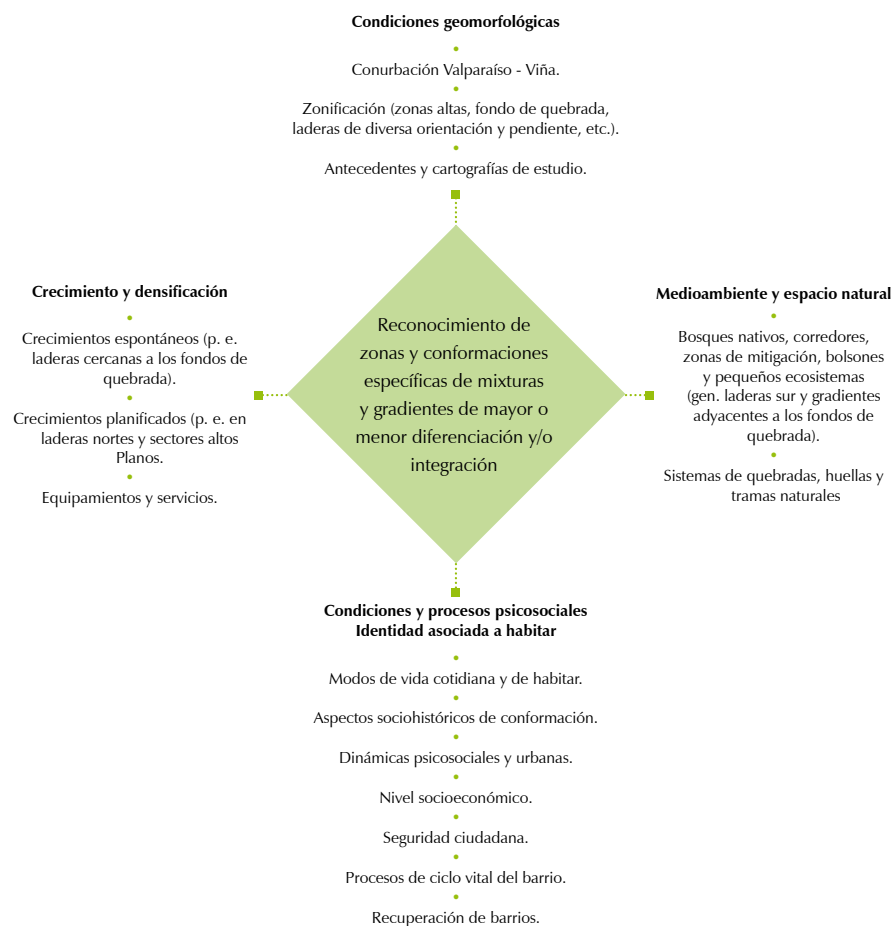 Condiciones geomorfológicas
Conurbación Valparaíso - Viña.
Zonificación (zonas altas, fondo de quebrada,
laderas de diversa orientación y pendiente, etc.).
Antecedentes y cartografías de estudio.
Crecimiento y densificación
Crecimientos espontáneos (p. e.
laderas cercanas a los fondos de
quebrada).
Crecimientos planificados (p. e. en
laderas nortes y sectores altos
Planos.
Equipamientos y servicios.
Reconocimiento de
zonas y conformaciones
específicas de mixturas
y gradientes de mayor o
menor diferenciación y/o
integración
Medioambiente y espacio natural
Bosques nativos, corredores,
zonas de mitigación, bolsones
y pequeños ecosistemas
(gen. laderas sur y gradientes
adyacentes a los fondos de
quebrada).
Sistemas de quebradas, huellas y
tramas naturales
Condiciones y procesos psicosociales
Identidad asociada a habitar
Modos de vida cotidiana y de habitar.
Aspectos sociohistóricos de conformación.
Dinámicas psicosociales y urbanas.
Nivel socioeconómico.
Seguridad ciudadana.
Procesos de ciclo vital del barrio.
Recuperación de barrios.